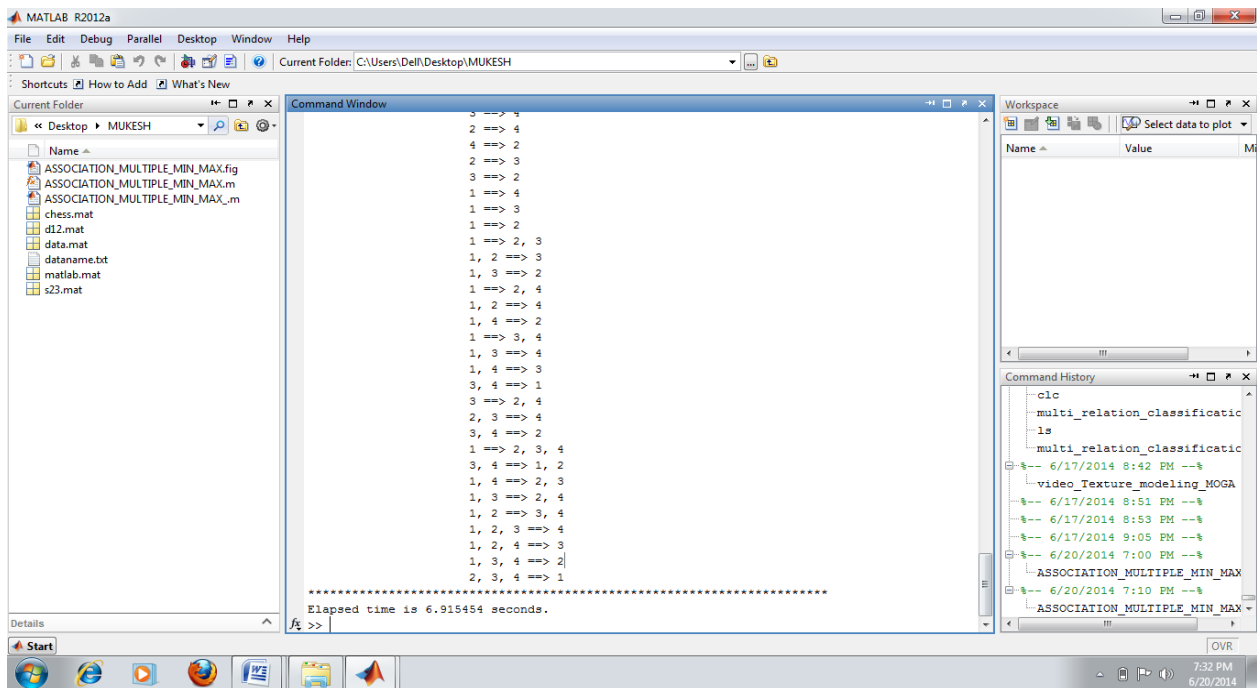 MATLAB R2012a
File Edit Debug Parallel Desktop Window Help
Current Folder: C:\Users\Dell\Desktop\MUKESH
Shortcuts How to Add What's New
Current Folder
« Desktop MUKESH
Name
ASSOCIATION_MULTIPLE_MIN_MAX.fig
ASSOCIATION_MULTIPLE_MIN_MAX.m
ASSOCIATION_MULTIPLE_MIN_MAX_.m
chess.mat
d12.mat
data.mat
dataname.txt
matlab.mat
s23.mat
Details
Command Window
3 ==> 4
2 ==> 4
4 ==> 2
2 ==> 3
3 ==> 2
1 ==> 4
1 ==> 3
1 ==> 2
1 ==> 2, 3
1, 2 ==> 3
1, 3 ==> 2
1 ==> 2, 4
1, 2 ==> 4
1, 4 ==> 2
1 ==> 3, 4
1, 3 ==> 4
1, 4 ==> 3
3, 4 ==> 1
3 ==> 2, 4
2, 3 ==> 4
3, 4 ==> 2
1 ==> 2, 3, 4
3, 4 ==> 1, 2
1, 4 ==> 2, 3
1, 3 ==> 2, 4
1, 2 ==> 3, 4
1, 2, 3 ==> 4
1, 2, 4 ==> 3
1, 3, 4 ==> 2
2, 3, 4 ==> 1
***********************************************************************
Elapsed time is 6.915454 seconds.
fx >>
Workspace
Select data to plot
Name Value Mi
Command History
clc
multi_relation_classificatic
ls
multi_relation_classificatic
%-- 6/17/2014 8:42 PM --%
video_Texture_modeling_MOGA
%-- 6/17/2014 8:51 PM --%
%-- 6/17/2014 8:53 PM --%
%-- 6/17/2014 9:05 PM --%
%-- 6/20/2014 7:00 PM --%
ASSOCIATION_MULTIPLE_MIN_MAX
%-- 6/20/2014 7:10 PM --%
ASSOCIATION_MULTIPLE_MIN_MAX
Start
OVR
7:32 PM
6/20/2014